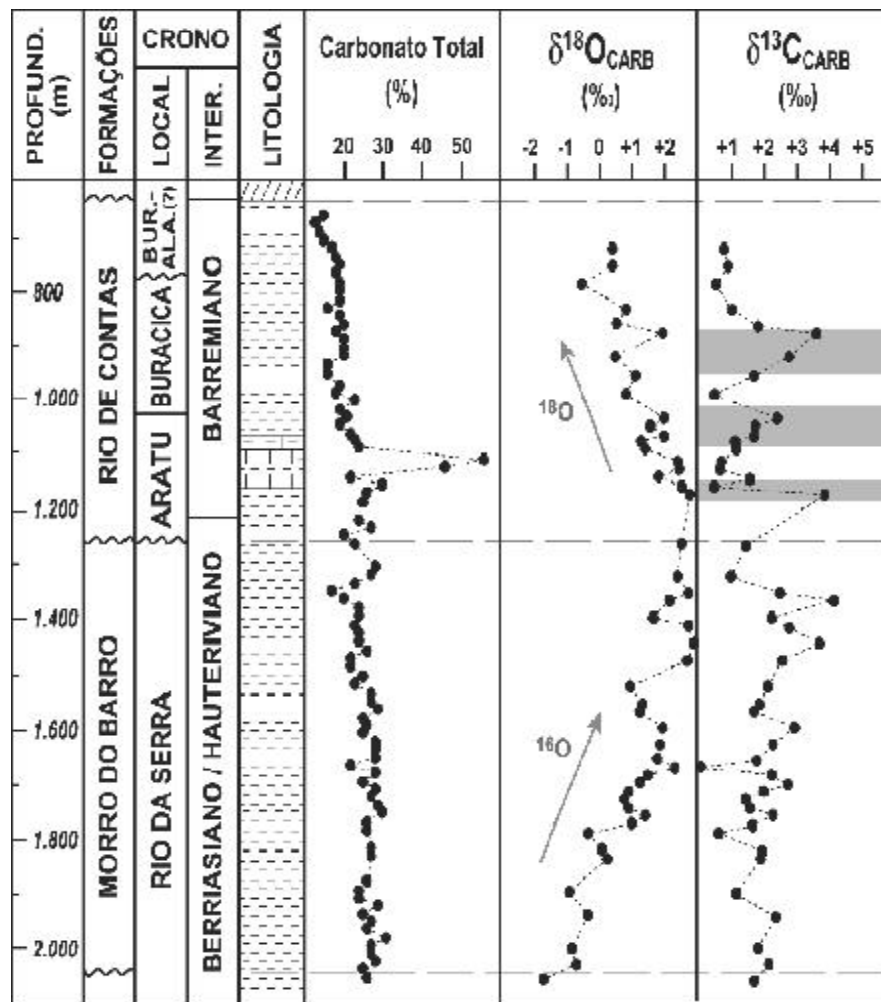 PROFUND. (m)
FORMAÇÕES
CRONO
LOCAL
INTER.
LITOLOGIA
Carbonato Total
(%)
20 30 50
δ18OCARB
(‰)
-2 -1 0 +1 +2
δ13CCARB
(‰)
+1 +2 +3 +4 +5
800
1.000
1.200
1.400
1.600
1.800
2.000
RIO DE CONTAS
MORRO DO BARRO
BUR.-
ALA.(?)
BURACICA
ARATU
RIO DA SERRA
BARREMIANO
BERRIASIANO / HAUTERIVIANO
18O
16O